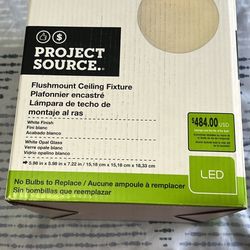 PROJECT
SOURCE.
Flushmount Ceiling Fixture
Plafonnier encastré
Lámpara de techo de
montaje al ras
White Finish
Fini blanc
Acabado blanco
White Opal Glass
Verre opale blanc
Vidrio opalino blanco
5.98 in x 5.98 in x 7.22 in / 15,18 cm x 15,18 cm x 18,33 cm
$484.00
No Bulbs to Replace / Aucune ampoule à remplacer
Sin bombillas que reemplazar
LED